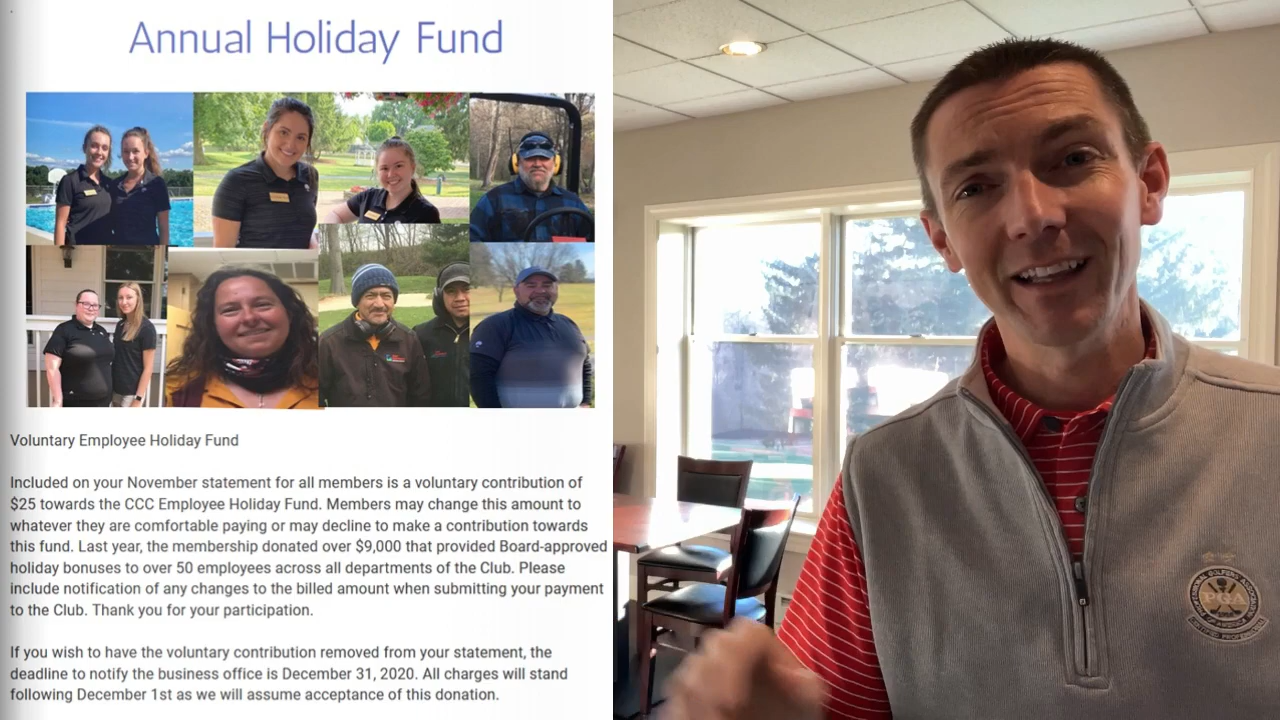 Annual Holiday Fund
Voluntary Employee Holiday Fund
Included on your November statement for all members is a voluntary contribution of
$25 towards the CCC Employee Holiday Fund. Members may change this amount to
whatever they are comfortable paying or may decline to make a contribution towards
this fund. Last year, the membership donated over $9,000 that provided Board-approved
holiday bonuses to over 50 employees across all departments of the Club. Please
include notification of any changes to the billed amount when submitting your payment
to the Club. Thank you for your participation.
If you wish to have the voluntary contribution removed from your statement, the
deadline to notify the business office is December 31, 2020. All charges will stand
following December 1st as we will assume acceptance of this donation.
PGA